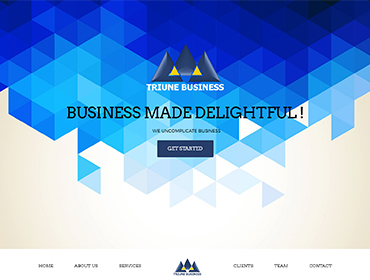 TRIUNE BUSINESS
BUSINESS MADE DELIGHTFUL !
WE UNCOMPLICATE BUSINESS
GET STARTED
HOME ABOUT US SERVICES TRIUNE BUSINESS CLIENTS TEAM CONTACT